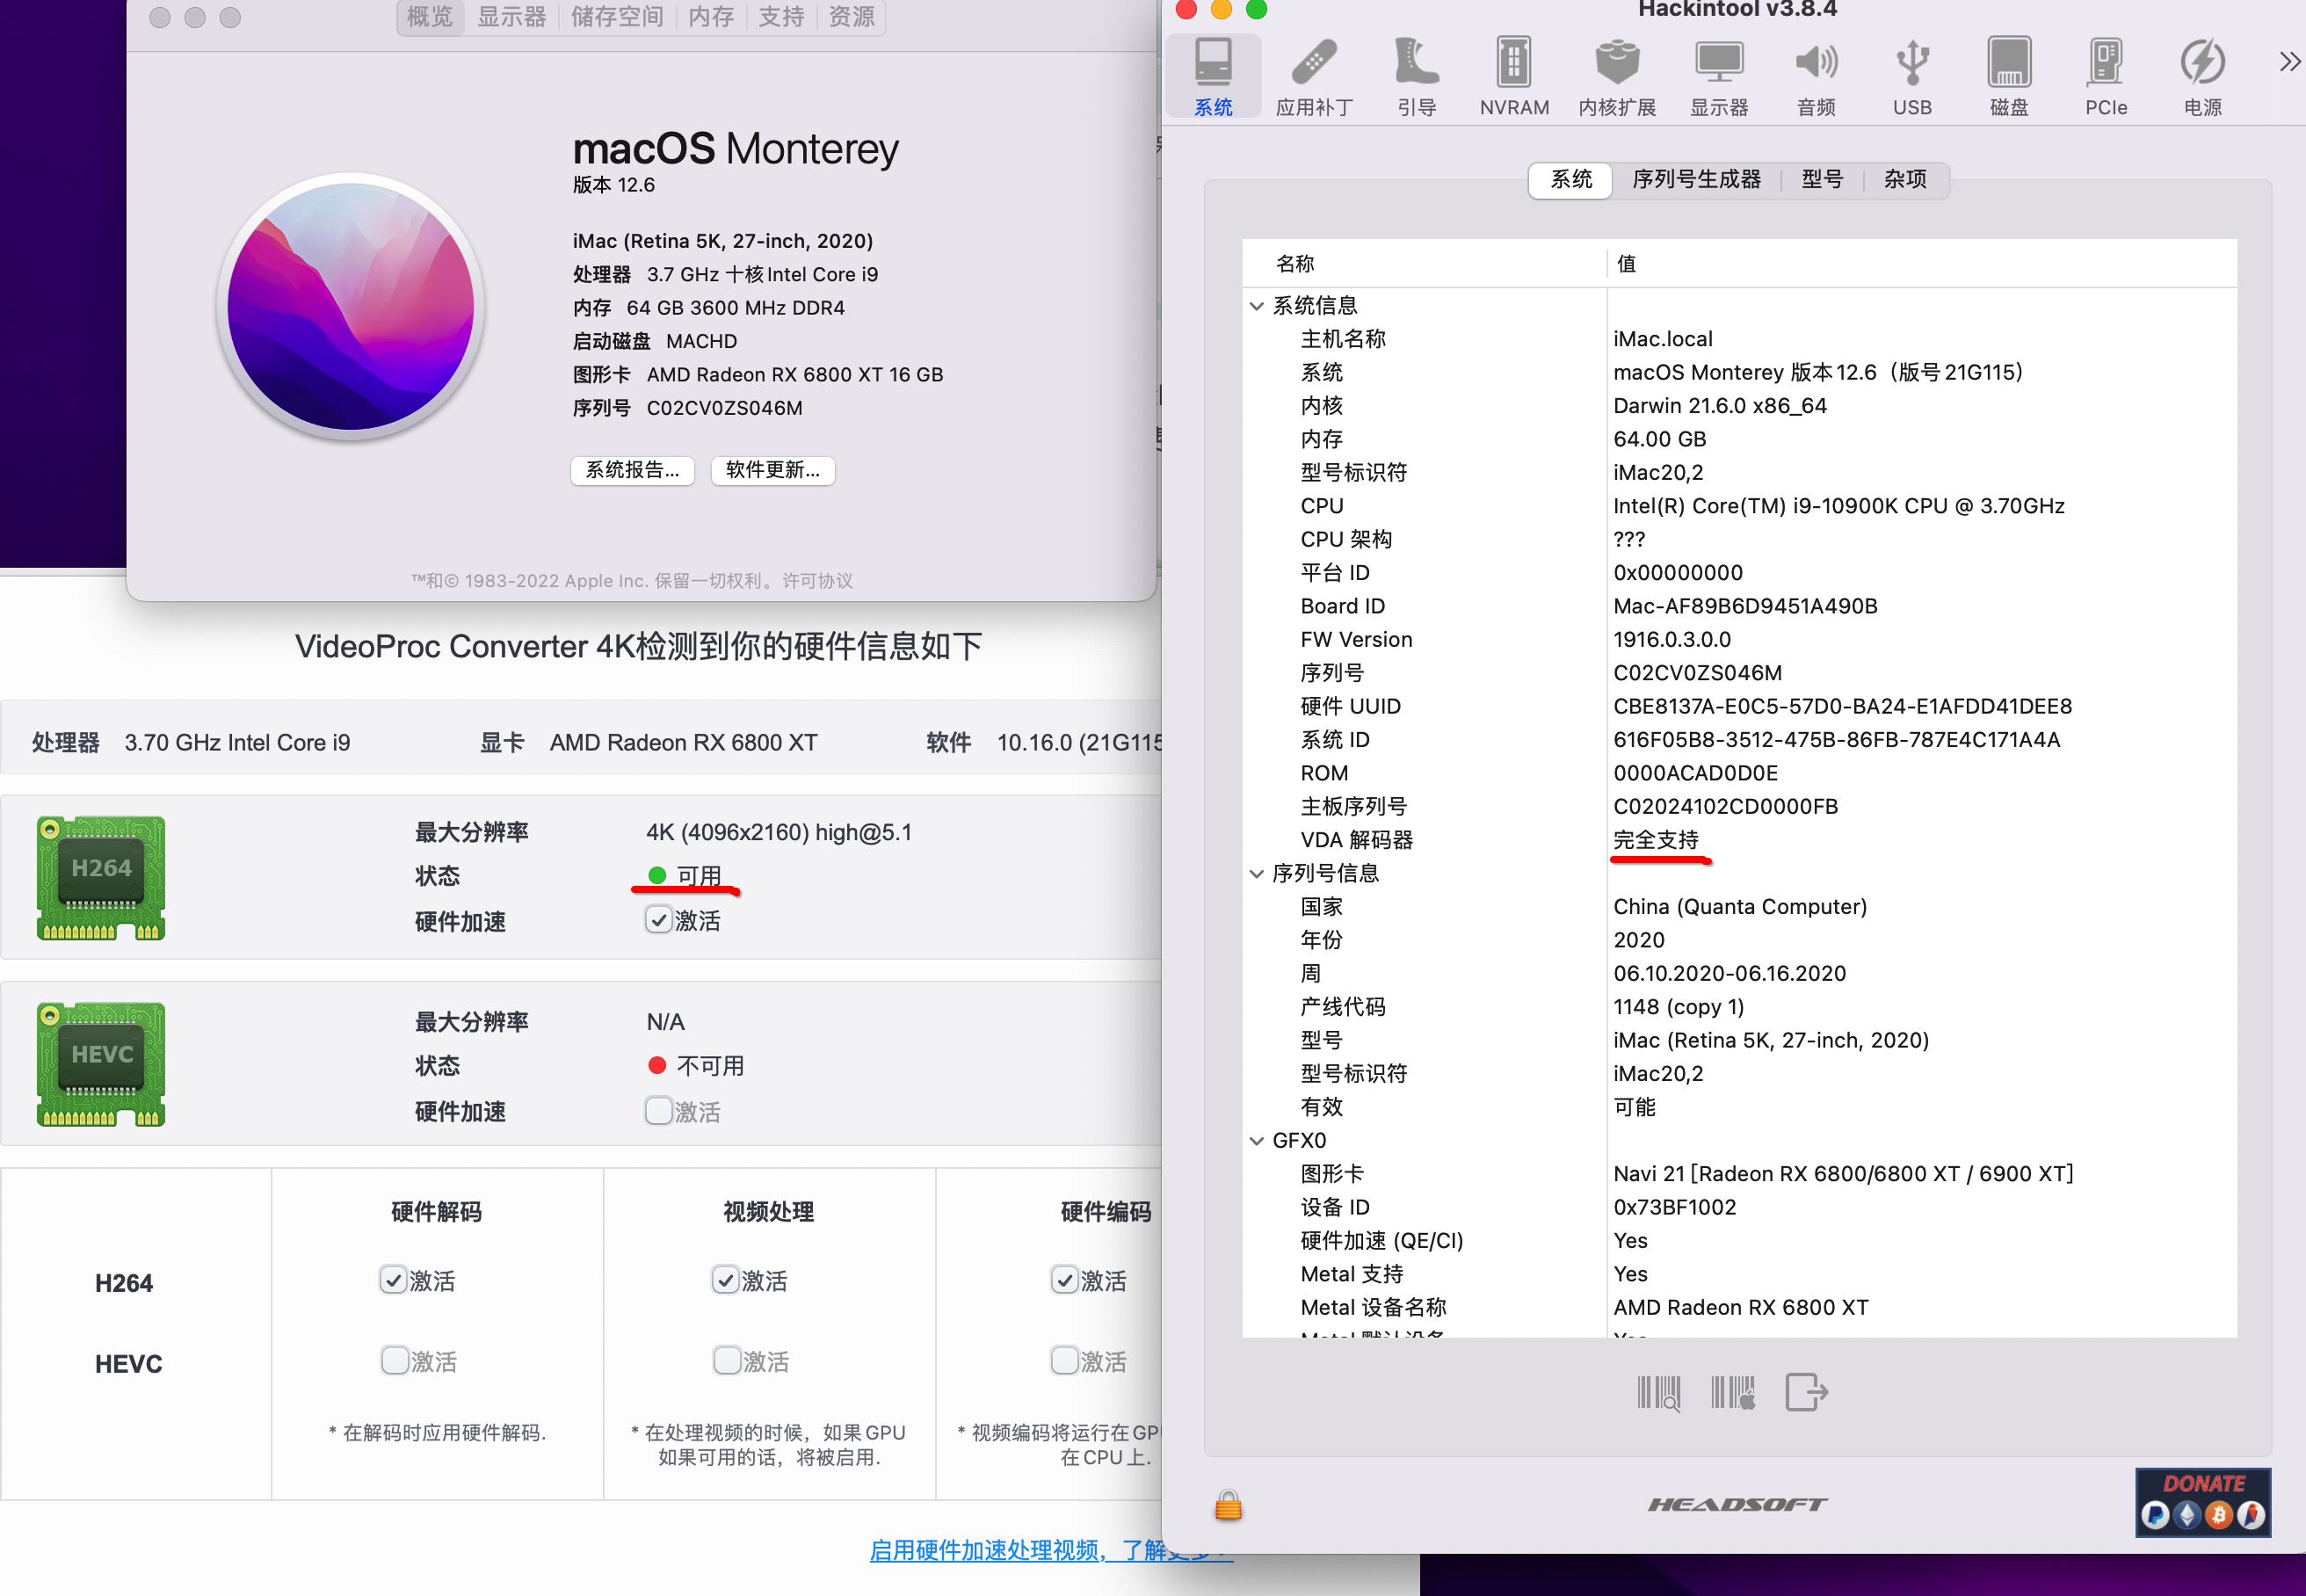 概览 显示器 储存空间 内存 支持 资源
macOS Monterey
版本 12.6
iMac (Retina 5K, 27-inch, 2020)
处理器 3.7 GHz 十核Intel Core i9
内存 64 GB 3600 MHz DDR4
启动磁盘 MACHD
图形卡 AMD Radeon RX 6800 XT 16 GB
序列号 C02CV0ZS046M
系统报告... 软件更新...
™和© 1983-2022 Apple Inc. 保留一切权利。许可协议
VideoProc Converter 4K检测到你的硬件信息如下
处理器 3.70 GHz Intel Core i9 显卡 AMD Radeon RX 6800 XT 软件 10.16.0 (21G115
H264
最大分辨率 4K (4096x2160) high@5.1
状态 可用
硬件加速 激活
HEVC
最大分辨率 N/A
状态 不可用
硬件加速 激活
硬件解码 视频处理 硬件编码
H264 激活 激活 激活
HEVC 激活 激活 激活
* 在解码时应用硬件解码.
* 在处理视频的时候，如果GPU
如果可用的话，将被启用.
* 视频编码将运行在GP
在CPU上.
启用硬件加速处理视频，了解更多
Hackintool v3.8.4
系统 应用补丁 引导 NVRAM 内核扩展 显示器 音频 USB 磁盘 PCIe 电源
系统 序列号生成器 型号 杂项
名称 值
系统信息
主机名称 iMac.local
系统 macOS Monterey 版本12.6（版号21G115）
内核 Darwin 21.6.0 x86_64
内存 64.00 GB
型号标识符 iMac20,2
CPU Intel(R) Core(TM) i9-10900K CPU @ 3.70GHz
CPU 架构 ???
平台 ID 0x00000000
Board ID Mac-AF89B6D9451A490B
FW Version 1916.0.3.0.0
序列号 C02CV0ZS046M
硬件 UUID CBE8137A-E0C5-57D0-BA24-E1AFDD41DEE8
系统 ID 616F05B8-3512-475B-86FB-787E4C171A4A
ROM 0000ACAD0D0E
主板序列号 C02024102CD0000FB
VDA 解码器 完全支持
序列号信息
国家 China (Quanta Computer)
年份 2020
周 06.10.2020-06.16.2020
产线代码 1148 (copy 1)
型号 iMac (Retina 5K, 27-inch, 2020)
型号标识符 iMac20,2
有效 可能
GFX0
图形卡 Navi 21 [Radeon RX 6800/6800 XT / 6900 XT]
设备 ID 0x73BF1002
硬件加速 (QE/CI) Yes
Metal 支持 Yes
Metal 设备名称 AMD Radeon RX 6800 XT
Metal 默认设备 Yes
HEADSOFT
DONATE